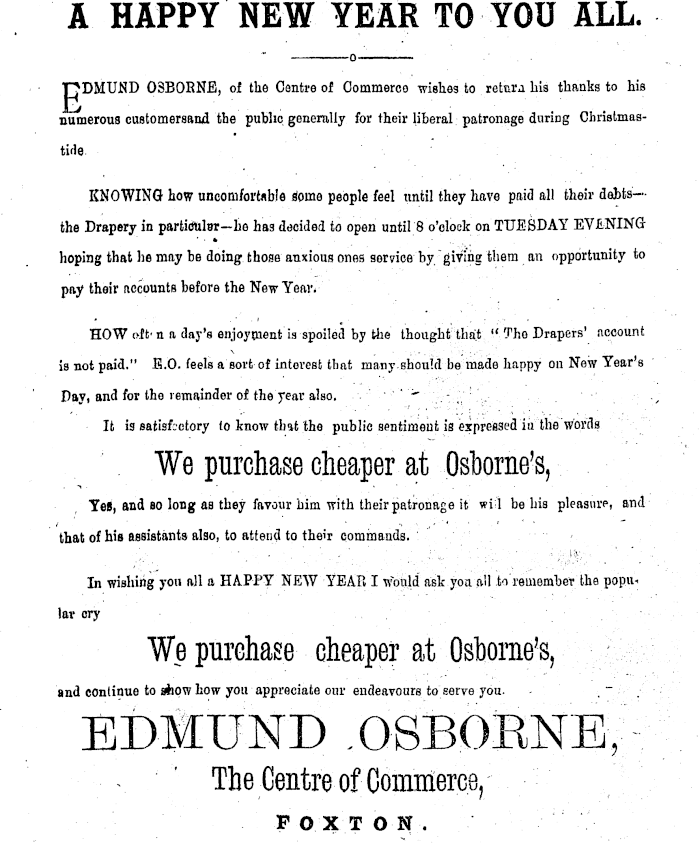 A HAPPY NEW YEAR TO YOU ALL.
EDMUND OSBORNE, of the Centre of Commerce wishes to return his thanks to his
numerous customersand the public generally for their liberal patronage during Christmas-
tide
KNOWING how uncomfortable some people feel until they have paid all their debts—
the Drapery in particular—he has decided to open until 8 o'clock on TUESDAY EVENING
hoping that he may be doing those anxious ones service by giving them an opportunity to
pay their accounts before the New Year.
HOW oft n a day's enjoyment is spoiled by the thought that "The Drapers' account
is not paid." E.O. feels a sort of interest that many should be made happy on New Year's
Day, and for the remainder of the year also.
It is satisfactory to know that the public sentiment is expressed in the words
We purchase cheaper at Osborne's,
Yes, and so long as they favour him with their patronage it will be his pleasure, and
that of his assistants also, to attend to their commands.
In wishing you all a HAPPY NEW YEAR I would ask you all to remember the popu-
lar cry
We purchase cheaper at Osborne's,
and continue to show how you appreciate our endeavours to serve you.
EDMUND OSBORNE,
The Centre of Commerce,
FOXTON.